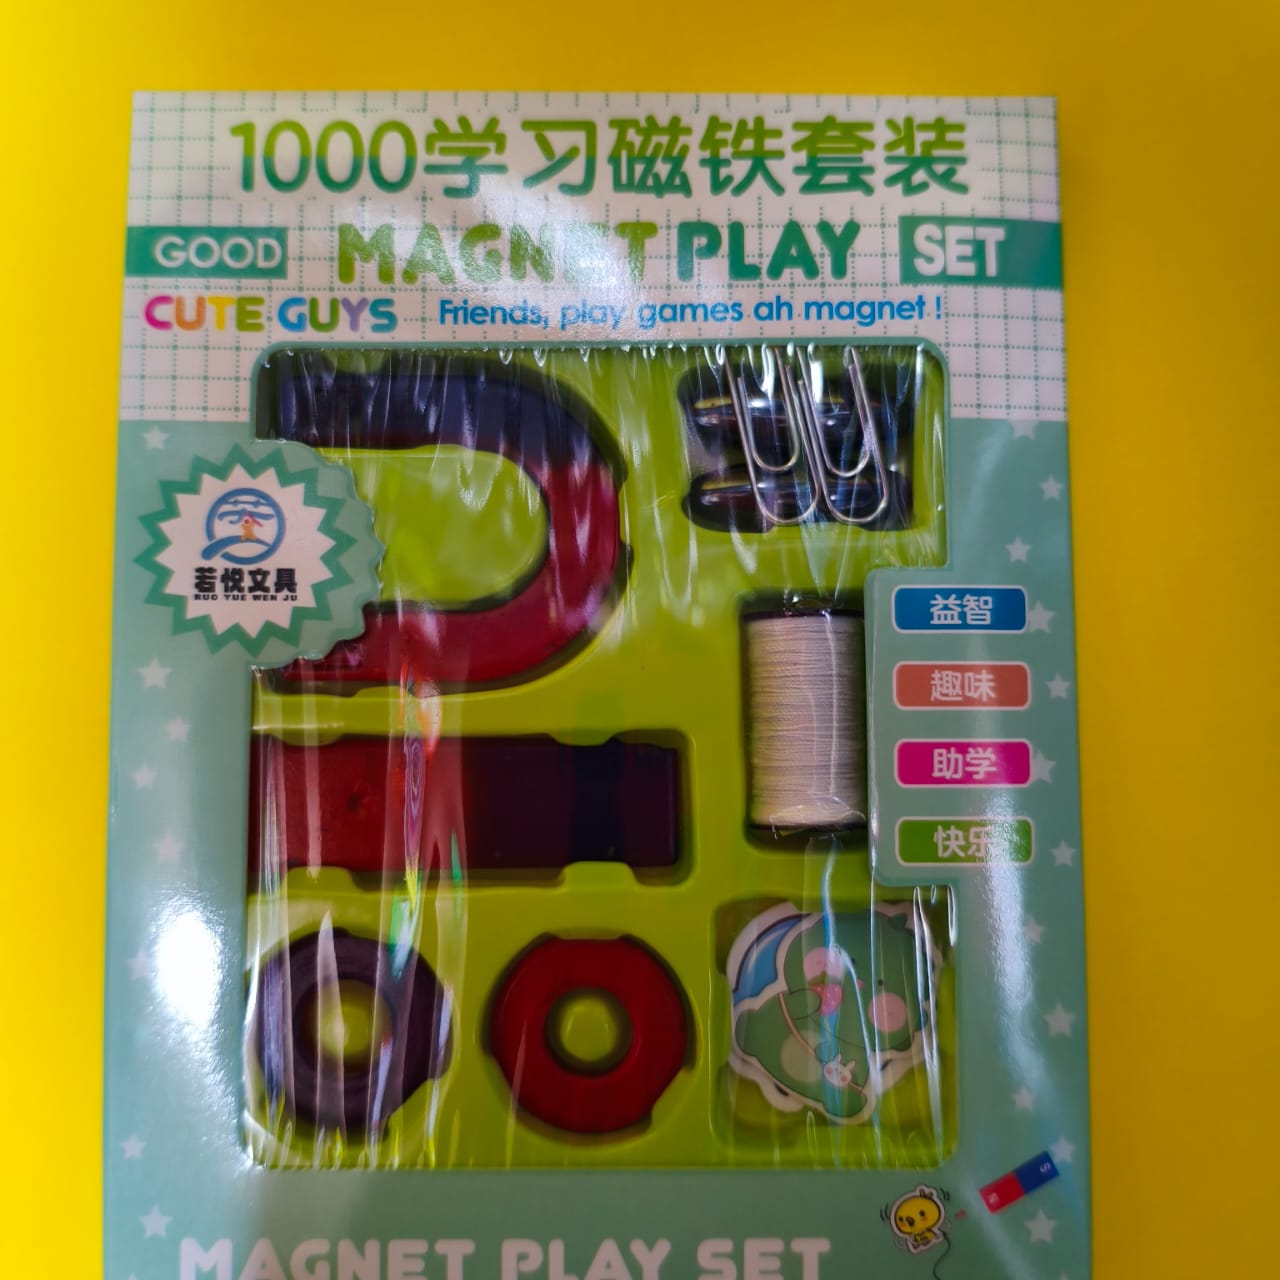 1000学习磁铁套装
GOOD MAGNET PLAY SET
CUTE GUYS Friends, play games ah magnet!
若悦文具
RUO YUE WEN JU
益智
趣味
助学
快乐
S
N
MAGNET PLAY SET